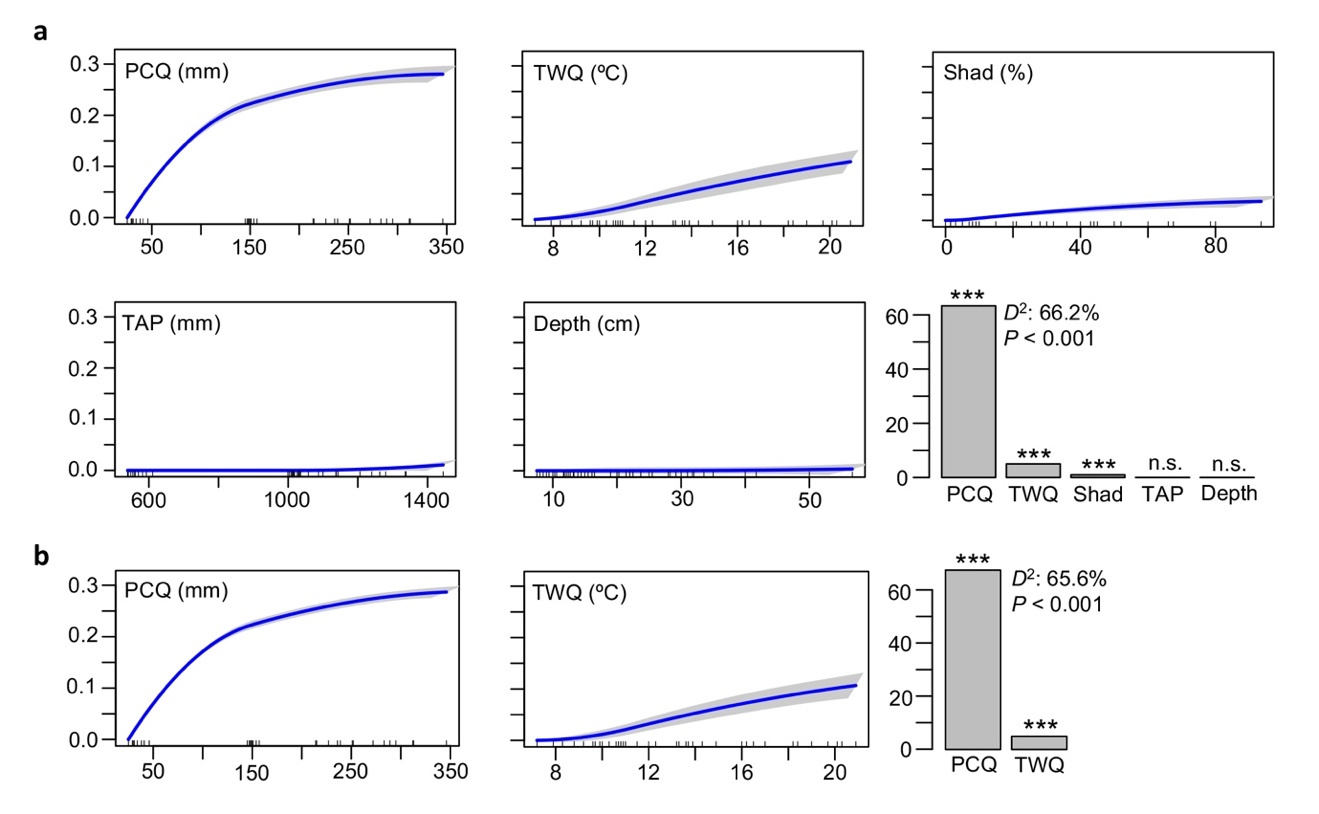 a
PCQ (mm)
0.3
0.2
0.1
0.0
50 150 250 350
TWQ (ºC)
8 12 16 20
Shad (%)
0 40 80
TAP (mm)
0.3
0.2
0.1
0.0
600 1000 1400
Depth (cm)
10 30 50
60
40
20
0
***
D²: 66.2%
P < 0.001
***
***
n.s.
n.s.
PCQ TWQ Shad TAP Depth
b
PCQ (mm)
0.3
0.2
0.1
0.0
50 150 250 350
TWQ (ºC)
8 12 16 20
60
40
20
0
***
D²: 65.6%
P < 0.001
***
PCQ TWQ